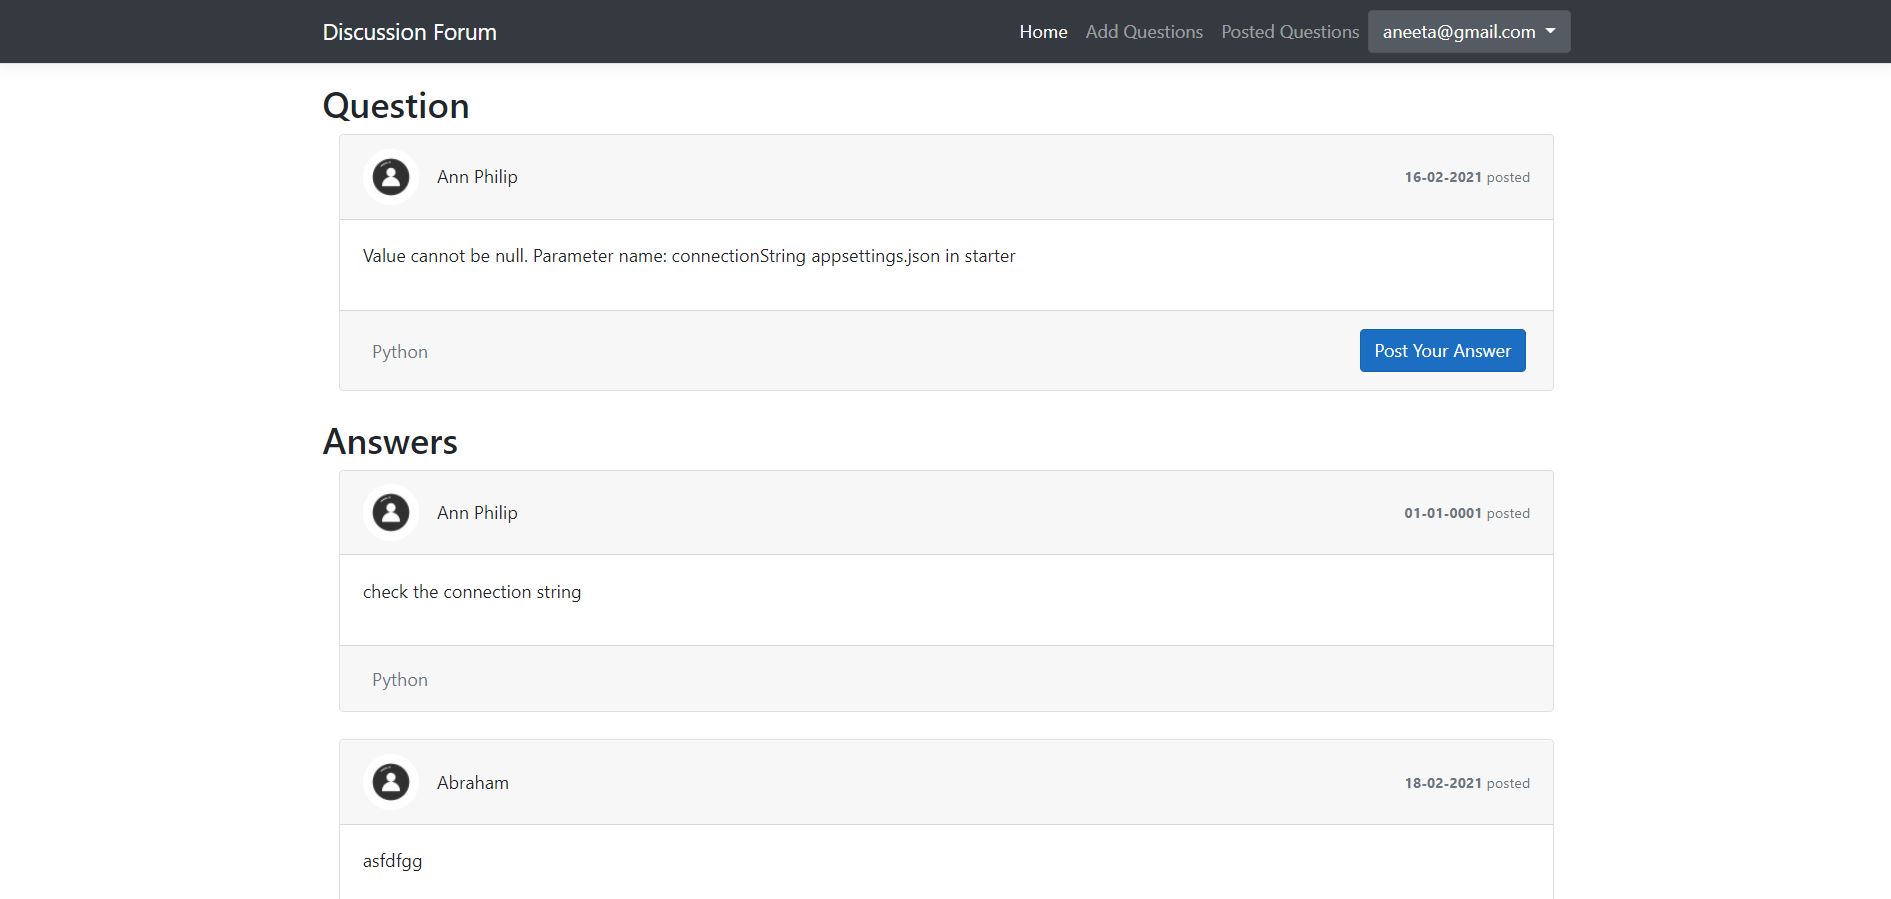 Discussion Forum
Home Add Questions Posted Questions aneeta@gmail.com
Question
Ann Philip
16-02-2021 posted
Value cannot be null. Parameter name: connectionString appsettings.json in starter
Python
Post Your Answer
Answers
Ann Philip
01-01-0001 posted
check the connection string
Python
Abraham
18-02-2021 posted
asfdfgg